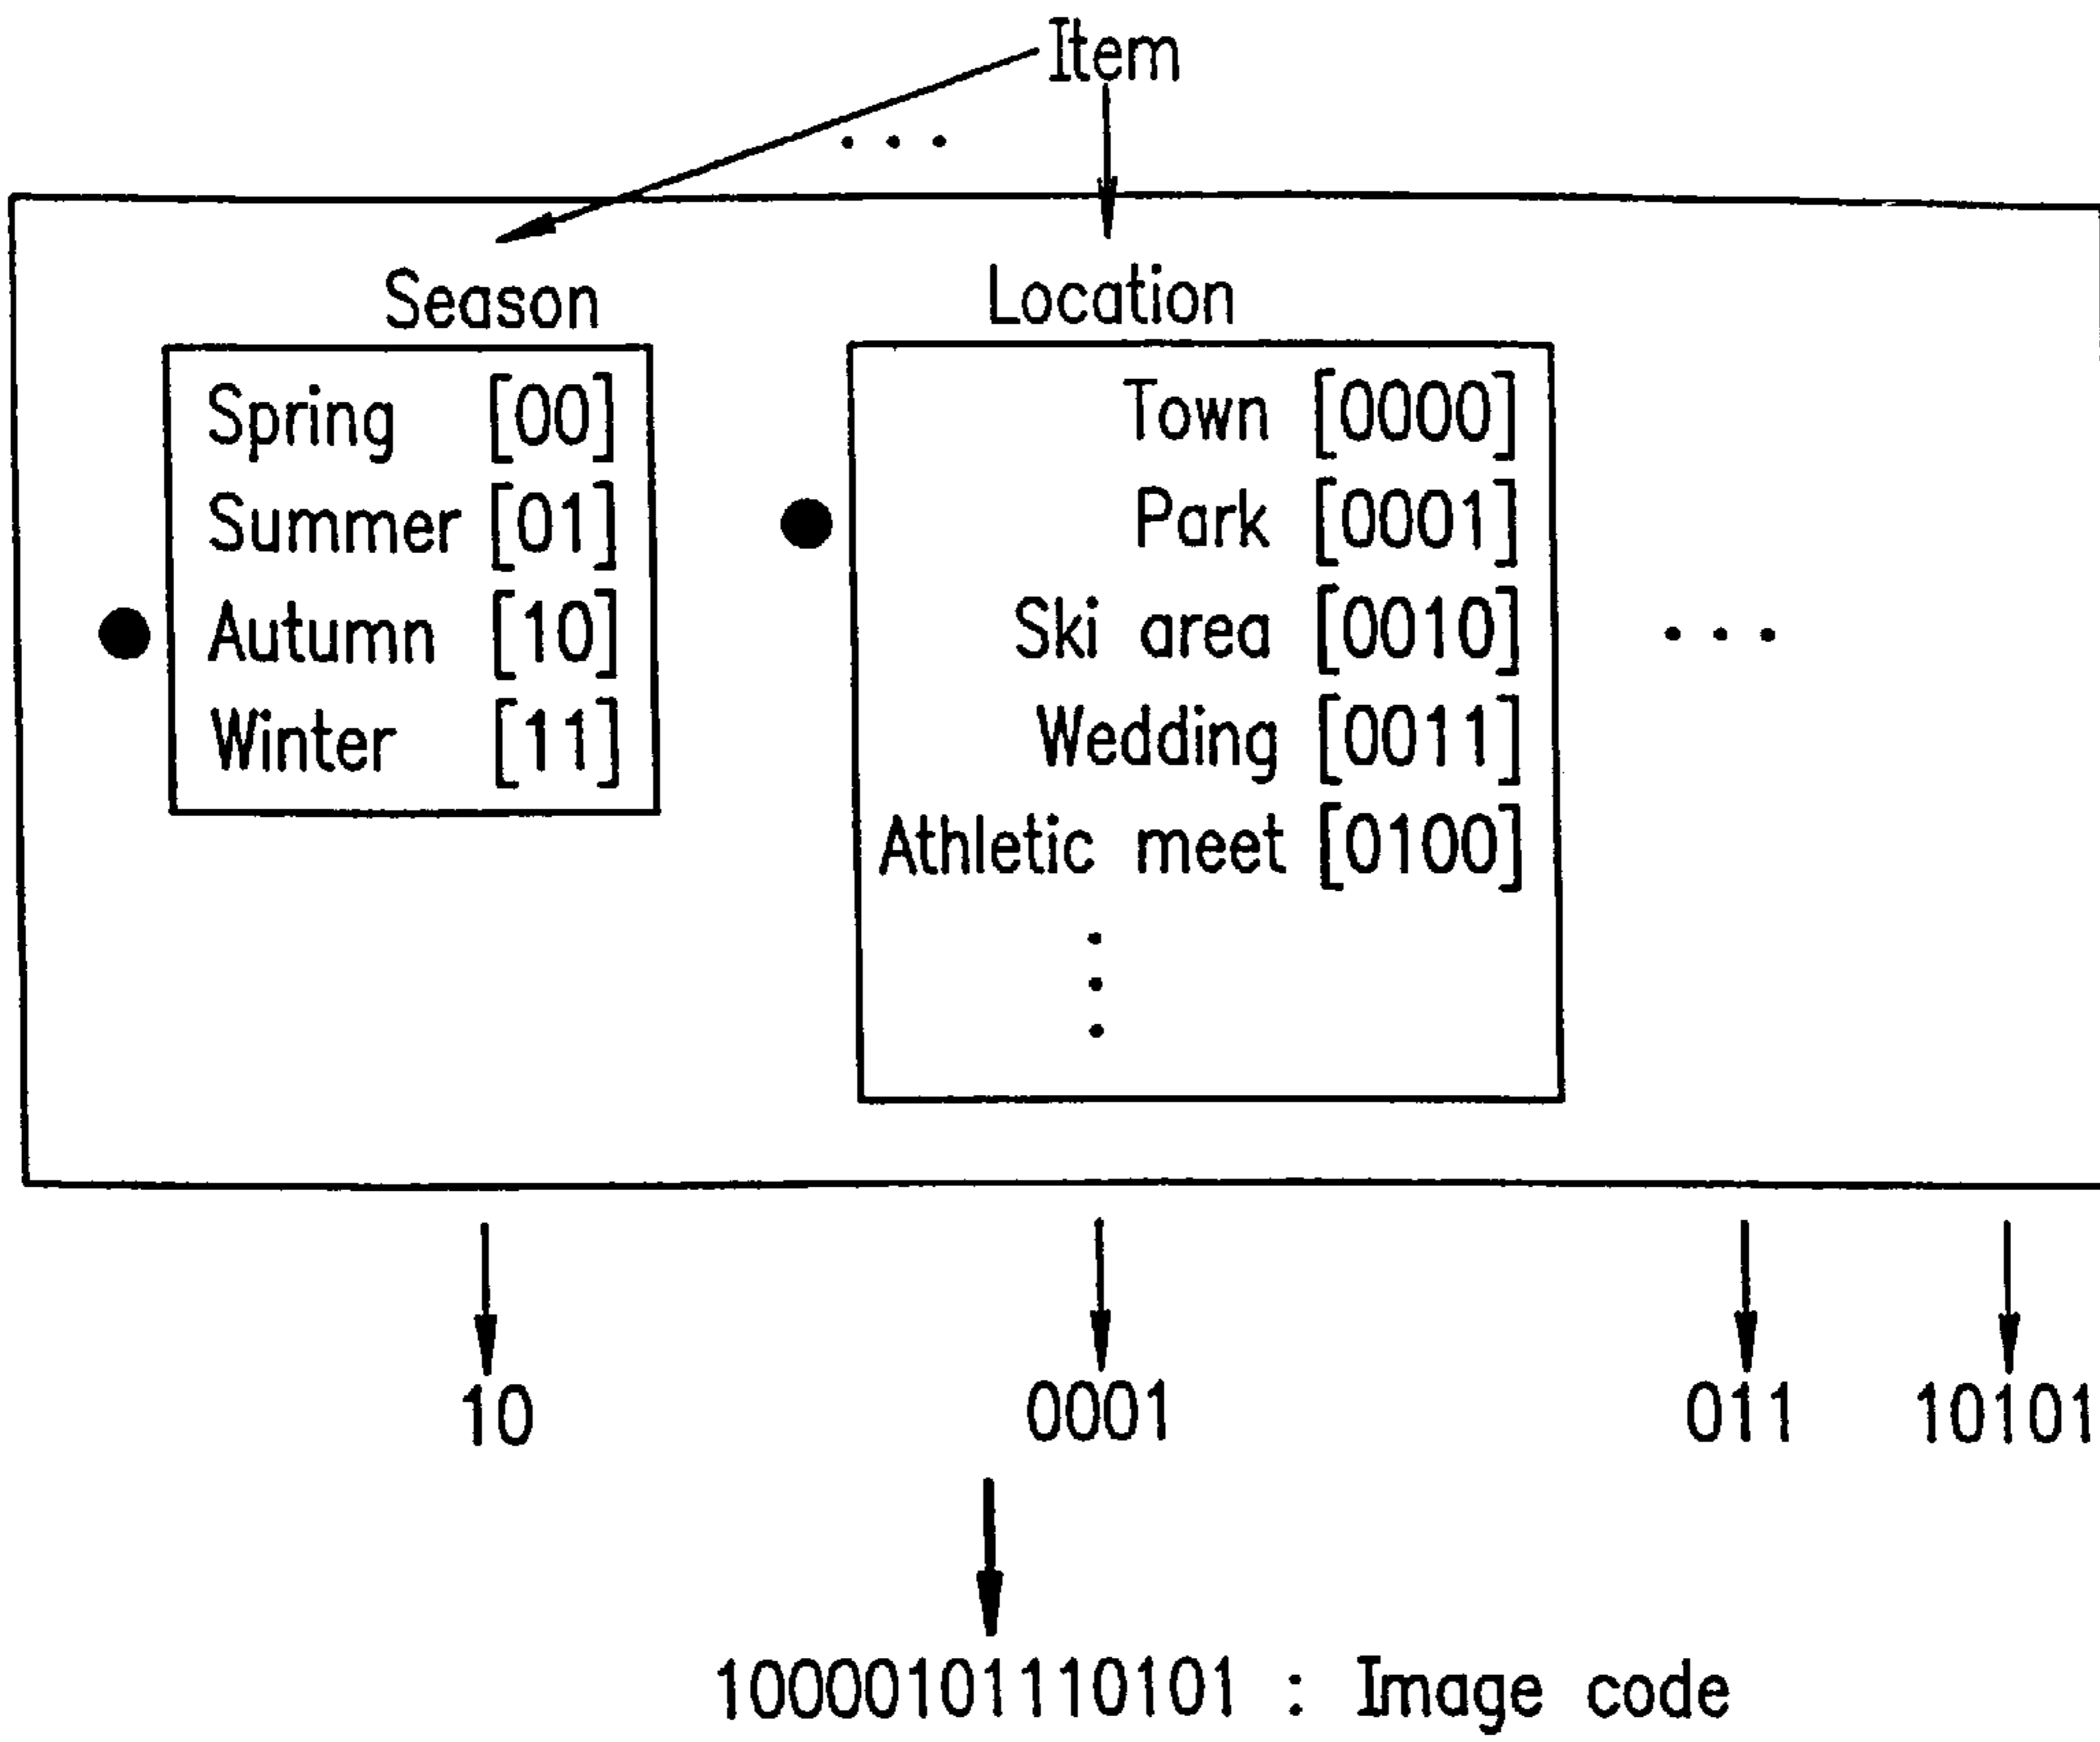 Item
. . .
Season
Spring [00]
Summer [01]
Autumn [10]
Winter [11]
Location
Town [0000]
Park [0001]
Ski area [0010]
Wedding [0011]
Athletic meet [0100]
. . .
10 0001 011 10101
10000101110101 : Image code